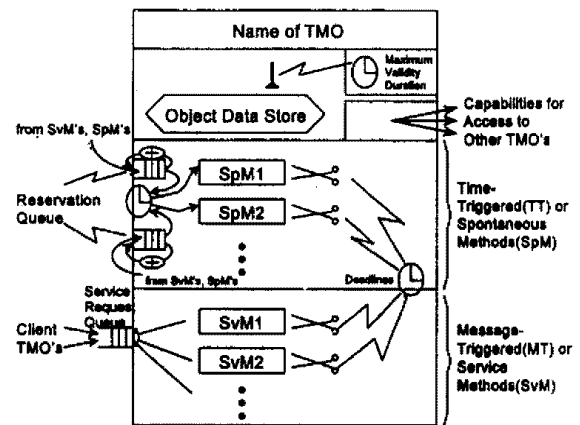 Name of TMO
Maximum
Validity
Duration
Object Data Store
Capabilities for
Access to
Other TMO's
from SvM's, SpM's
SpM1
SpM2
Reservation
Queue
Time-
Triggered(TT) or
Spontaneous
Methods(SpM)
from SvM's, SpM's
Deadlines
Service
Reques
Queue
Client
TMO's
SvM1
SvM2
Message-
Triggered(MT) or
Service
Methods(SvM)